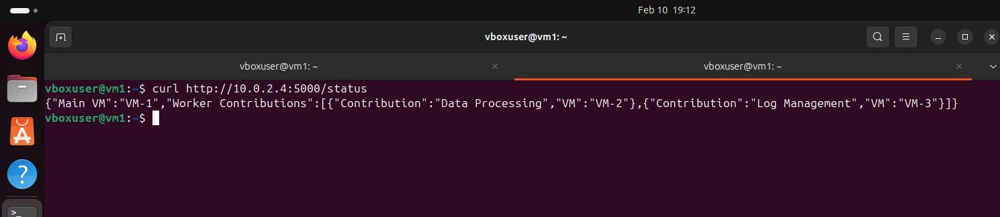 Feb 10 19:12
vboxuser@vm1: ~
vboxuser@vm1: ~
vboxuser@vm1: ~
vboxuser@vm1:~$ curl http://10.0.2.4:5000/status
{"Main VM":"VM-1","Worker Contributions":[{"Contribution":"Data Processing","VM":"VM-2"},{"Contribution":"Log Management","VM":"VM-3"}]}
vboxuser@vm1:~$